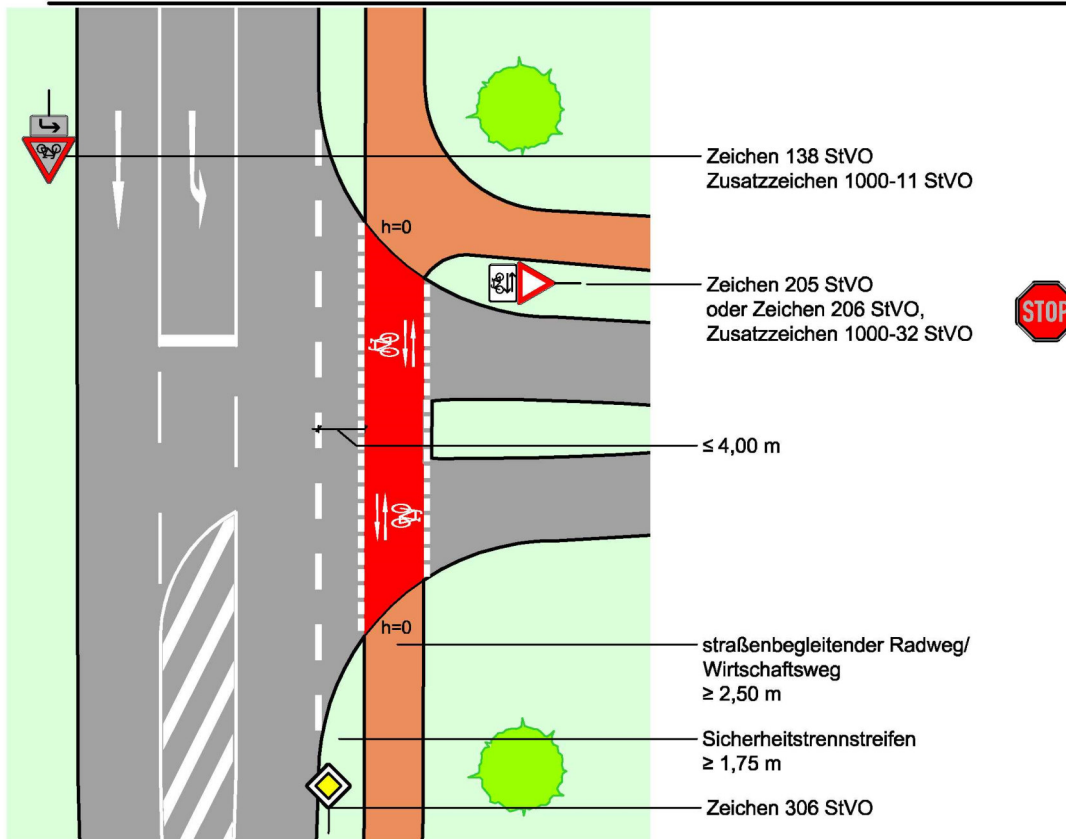 Zeichen 138 StVO
Zusatzzeichen 1000-11 StVO
h=0
Zeichen 205 StVO
oder Zeichen 206 StVO,
Zusatzzeichen 1000-32 StVO
STOP
≤ 4,00 m
h=0
straßenbegleitender Radweg/
Wirtschaftsweg
≥ 2,50 m
Sicherheitstrennstreifen
≥ 1,75 m
Zeichen 306 StVO